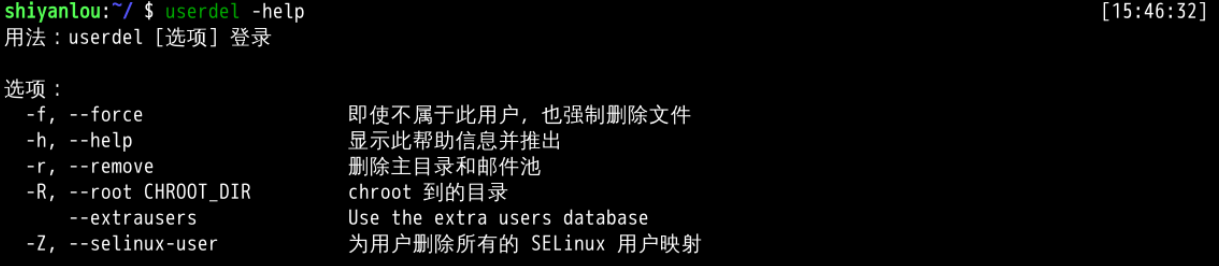 shiyanlou:~/ $ userdel -help [15:46:32]
用法：userdel [选项] 登录
选项：
-f, --force 即使不属于此用户，也强制删除文件
-h, --help 显示此帮助信息并推出
-r, --remove 删除主目录和邮件池
-R, --root CHROOT_DIR chroot 到的目录
--extrausers Use the extra users database
-Z, --selinux-user 为用户删除所有的 SELinux 用户映射